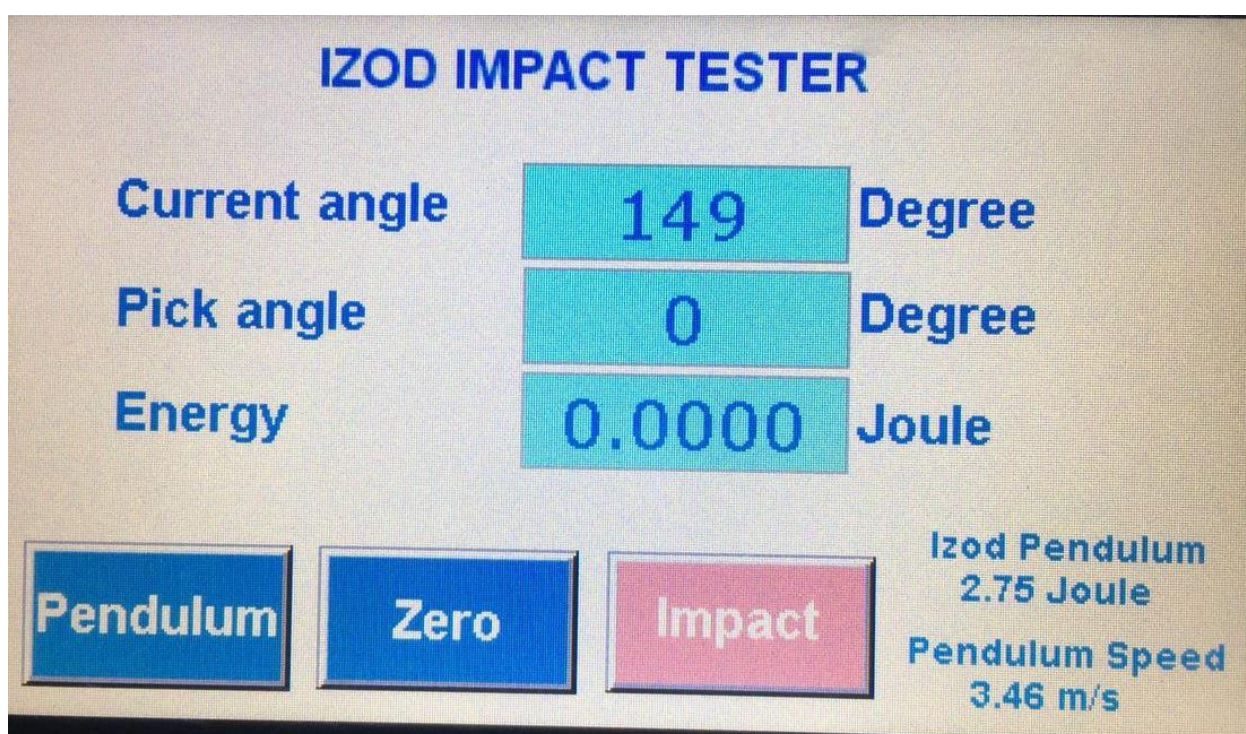 IZOD IMPACT TESTER
Current angle 149 Degree
Pick angle 0 Degree
Energy 0.0000 Joule
Pendulum Zero Impact
Izod Pendulum
2.75 Joule
Pendulum Speed
3.46 m/s